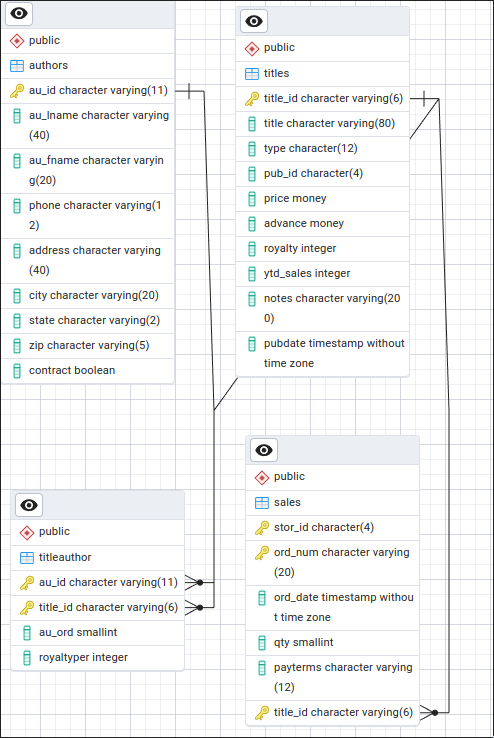 public
authors
au_id character varying(11)
au_lname character varying
(40)
au_fname character varyin
g(20)
phone character varying(1
2)
address character varying
(40)
city character varying(20)
state character varying(2)
zip character varying(5)
contract boolean
public
titles
title_id character varying(6)
title character varying(80)
type character(12)
pub_id character(4)
price money
advance money
royalty integer
ytd_sales integer
notes character varying(20
0)
pubdate timestamp without
time zone
public
titleauthor
au_id character varying(11)
title_id character varying(6)
au_ord smallint
royaltyper integer
public
sales
stor_id character(4)
ord_num character varying
(20)
ord_date timestamp withou
t time zone
qty smallint
payterms character varying
(12)
title_id character varying(6)